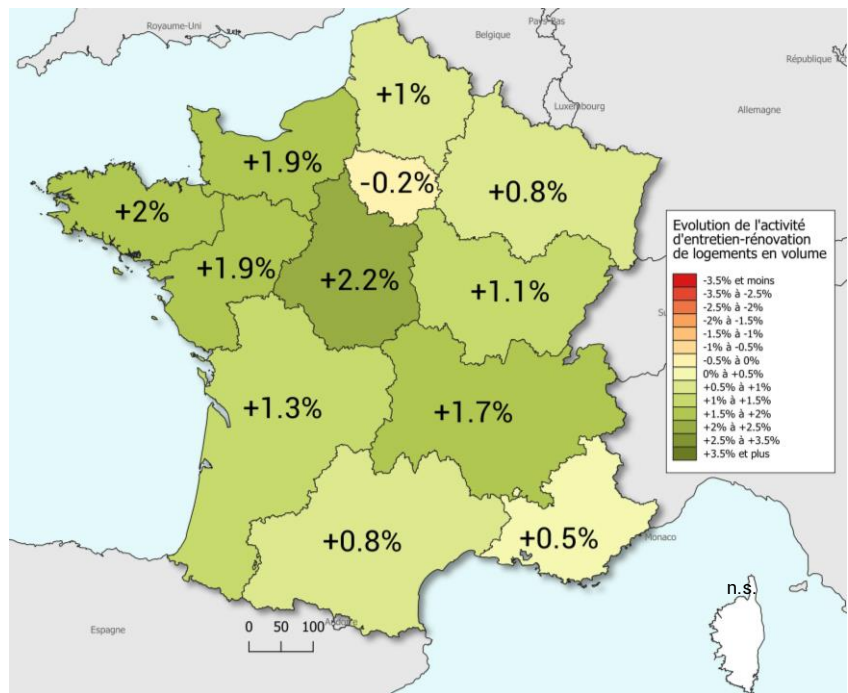 Royaume-Uni
Belgique
Pays-Bas
Luxembourg
Allemagne
+1%
+1.9%
-0.2%
+0.8%
+2%
+1.9%
+2.2%
+1.1%
+1.3%
+1.7%
+0.8%
+0.5%
Monaco
n.s.
Espagne
0 50 100
Evolution de l'activité
d'entretien-rénovation
de logements en volume
-3.5% et moins
-3.5% à -2.5%
-2.5% à -2%
-2% à -1.5%
-1.5% à -1%
-1% à -0.5%
-0.5% à 0%
0% à +0.5%
+0.5% à +1%
+1% à +1.5%
+1.5% à +2%
+2% à +2.5%
+2.5% à +3.5%
+3.5% et plus